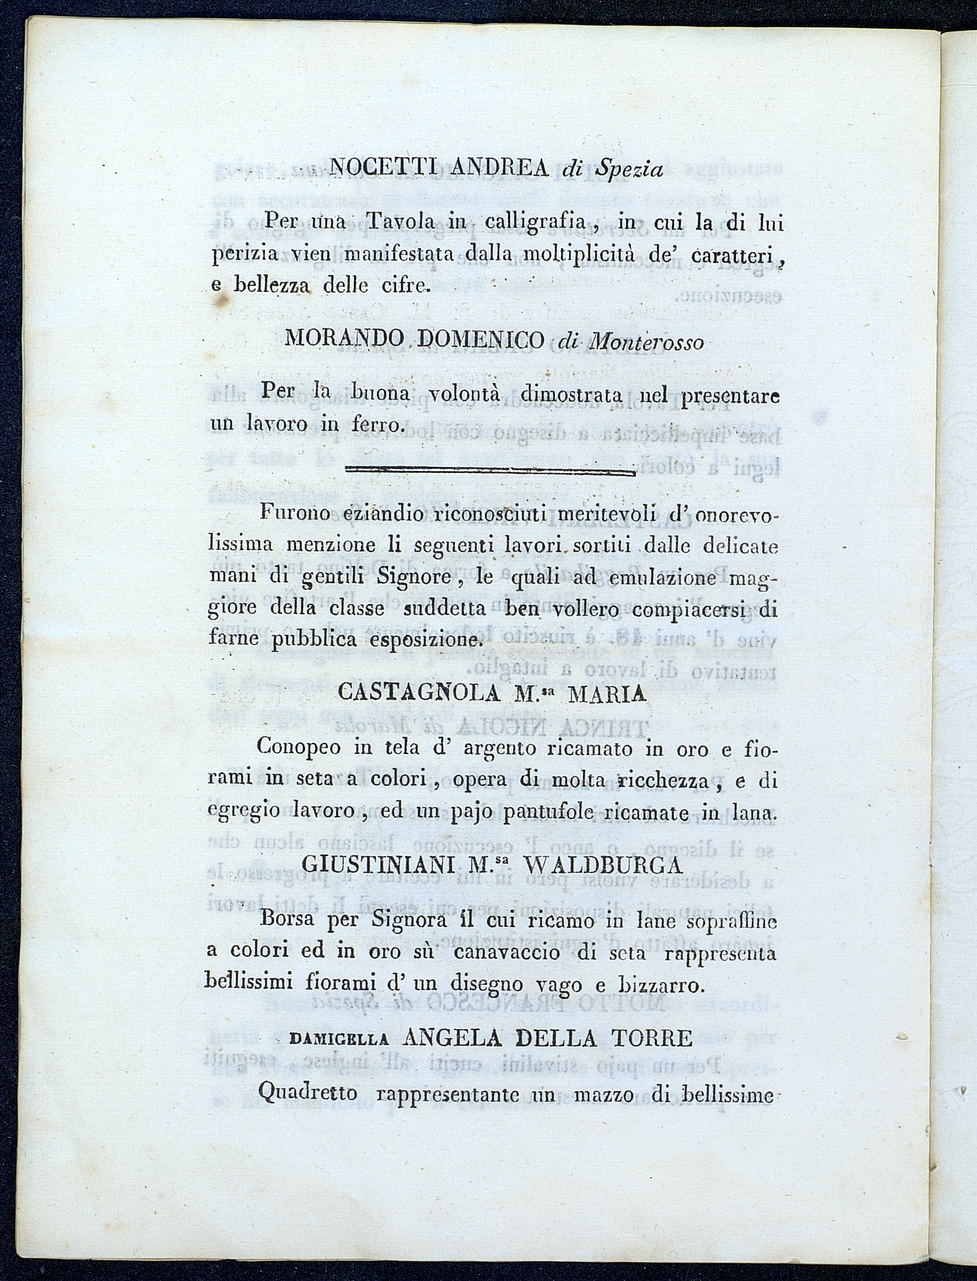 NOCETTI ANDREA di Spezia
Per una Tavola in calligrafia, in cui la di lui
perizia vien manifestata dalla moltiplicità de' caratteri,
e bellezza delle cifre.
MORANDO DOMENICO di Monterosso
Per la buona volontà dimostrata nel presentare
un lavoro in ferro.
Furono eziandio riconosciuti meritevoli d' onorevo-
lissima menzione li seguenti lavori sortiti dalle delicate
mani di gentili Signore, le quali ad emulazione mag-
giore della classe suddetta ben vollero compiacersi di
farne pubblica esposizione.
CASTAGNOLA M.sa MARIA
Conopeo in tela d' argento ricamato in oro e fio-
rami in seta a colori, opera di molta ricchezza, e di
egregio lavoro, ed un pajo pantufole ricamate in lana.
GIUSTINIANI M.sa WALDBURGA
Borsa per Signora il cui ricamo in lane sopraffine
a colori ed in oro sù canavaccio di seta rappresenta
bellissimi fiorami d' un disegno vago e bizzarro.
DAMIGELLA ANGELA DELLA TORRE
Quadretto rappresentante un mazzo di bellissime